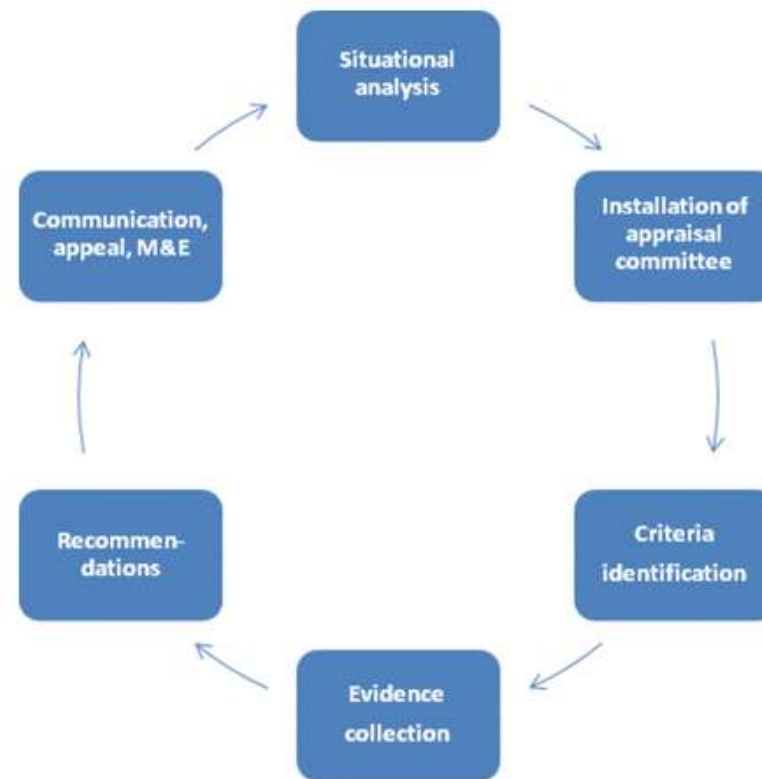 Situational
analysis
Installation of
appraisal
committee
Criteria
identification
Evidence
collection
Recommen-
dations
Communication,
appeal, M&E